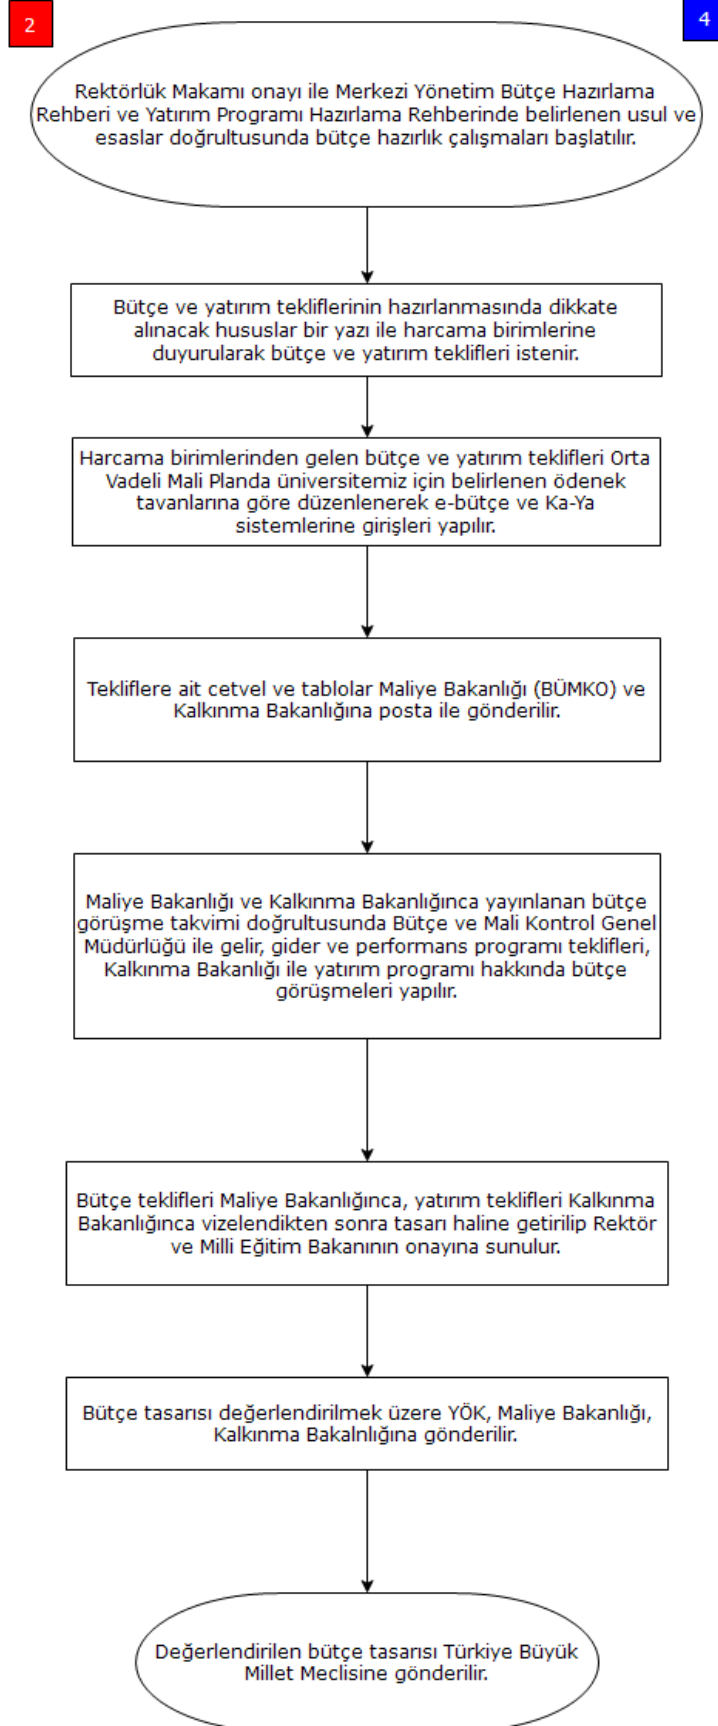 2
4
Rektörlük Makamı onayı ile Merkezi Yönetim Bütçe Hazırlama
Rehberi ve Yatırım Programı Hazırlama Rehberinde belirlenen usul ve
esaslar doğrultusunda bütçe hazırlık çalışmaları başlatılır.
Bütçe ve yatırım tekliflerinin hazırlanmasında dikkate
alınacak hususlar bir yazı ile harcama birimlerine
duyurularak bütçe ve yatırım teklifleri istenir.
Harcama birimlerinden gelen bütçe ve yatırım teklifleri Orta
Vadeli Mali Planda üniversitemiz için belirlenen ödenek
tavanlarına göre düzenlenerek e-bütçe ve Ka-Ya
sistemlerine girişleri yapılır.
Tekliflere ait cetvel ve tablolar Maliye Bakanlığı (BÜMKO) ve
Kalkınma Bakanlığına posta ile gönderilir.
Maliye Bakanlığı ve Kalkınma Bakanlığınca yayınlanan bütçe
görüşme takvimi doğrultusunda Bütçe ve Mali Kontrol Genel
Müdürlüğü ile gelir, gider ve performans programı teklifleri,
Kalkınma Bakanlığı ile yatırım programı hakkında bütçe
görüşmeleri yapılır.
Bütçe teklifleri Maliye Bakanlığınca, yatırım teklifleri Kalkınma
Bakanlığınca vizelendikten sonra tasarı haline getirilip Rektör
ve Milli Eğitim Bakanının onayına sunulur.
Bütçe tasarısı değerlendirilmek üzere YÖK, Maliye Bakanlığı,
Kalkınma Bakalnlığına gönderilir.
Değerlendirilen bütçe tasarısı Türkiye Büyük
Millet Meclisine gönderilir.